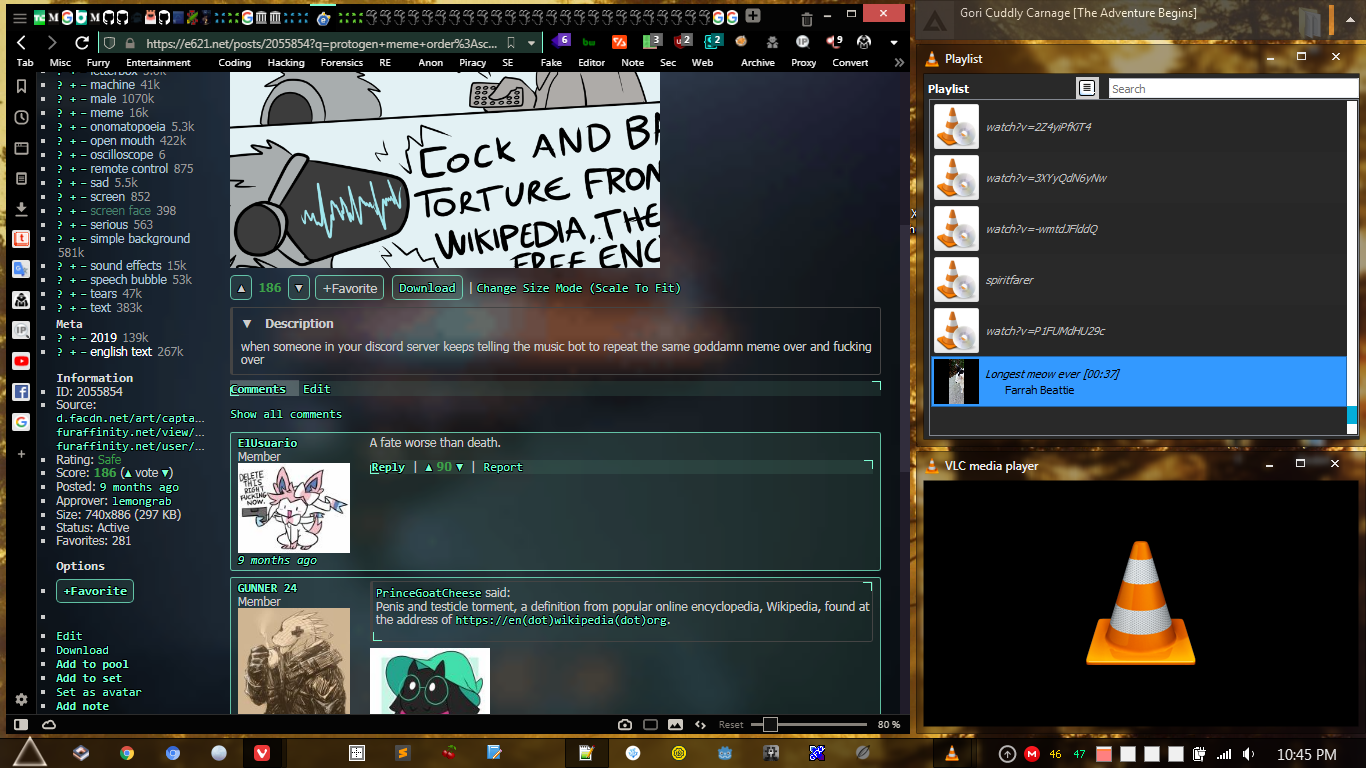 https://e621.net/posts/2055854?q=protogen+meme+order%3Asc...
6
3
2
2
9
Tab Misc Furry Entertainment Coding Hacking Forensics RE Anon Piracy SE Fake Editor Note Sec Web Archive Proxy Convert »
? + - machine 41k
? + - male 1070k
? + - meme 16k
? + - onomatopoeia 5.3k
? + - open mouth 422k
? + - oscilloscope 6
? + - remote control 875
? + - sad 5.5k
? + - screen 852
? + - screen face 398
? + - serious 563
? + - simple background
581k
? + - sound effects 15k
? + - speech bubble 53k
? + - tears 47k
? + - text 383k
Meta
? + - 2019 139k
? + - english text 267k
Information
ID: 2055854
Source:
d.facdn.net/art/capta...
furaffinity.net/view/...
furaffinity.net/user/...
Rating: Safe
Score: 186 (▲ vote ▼)
Posted: 9 months ago
Approver: lemongrab
Size: 740x886 (297 KB)
Status: Active
Favorites: 281
Options
+Favorite
Edit
Download
Add to pool
Add to set
Set as avatar
Add note
COCK AND BA
TORTURE FROM
WIKIPEDIA, THE
FREE ENC
▲ 186 ▼ +Favorite Download | Change Size Mode (Scale To Fit)
▼ Description
when someone in your discord server keeps telling the music bot to repeat the same goddamn meme over and fucking
over
Comments Edit
Show all comments
ElUsuario
Member
DELETE
THIS
RIGHT
FUCKING
NOW.
9 months ago
A fate worse than death.
Reply | ▲ 90 ▼ | Report
GUNNER 24
Member
PrinceGoatCheese said:
Penis and testicle torment, a definition from popular online encyclopedia, Wikipedia, found at
the address of https://en(dot)wikipedia(dot)org.
Reset 80 %
Gori Cuddly Carnage [The Adventure Begins]
Playlist
Playlist Search
watch?v=2Z4yiPfKiT4
watch?v=3XYyQdN6yNw
watch?v=-wmtdJFlddQ
spiritfarer
watch?v=P1FUMdHU29c
Longest meow ever [00:37]
Farrah Beattie
VLC media player
46 47 10:45 PM